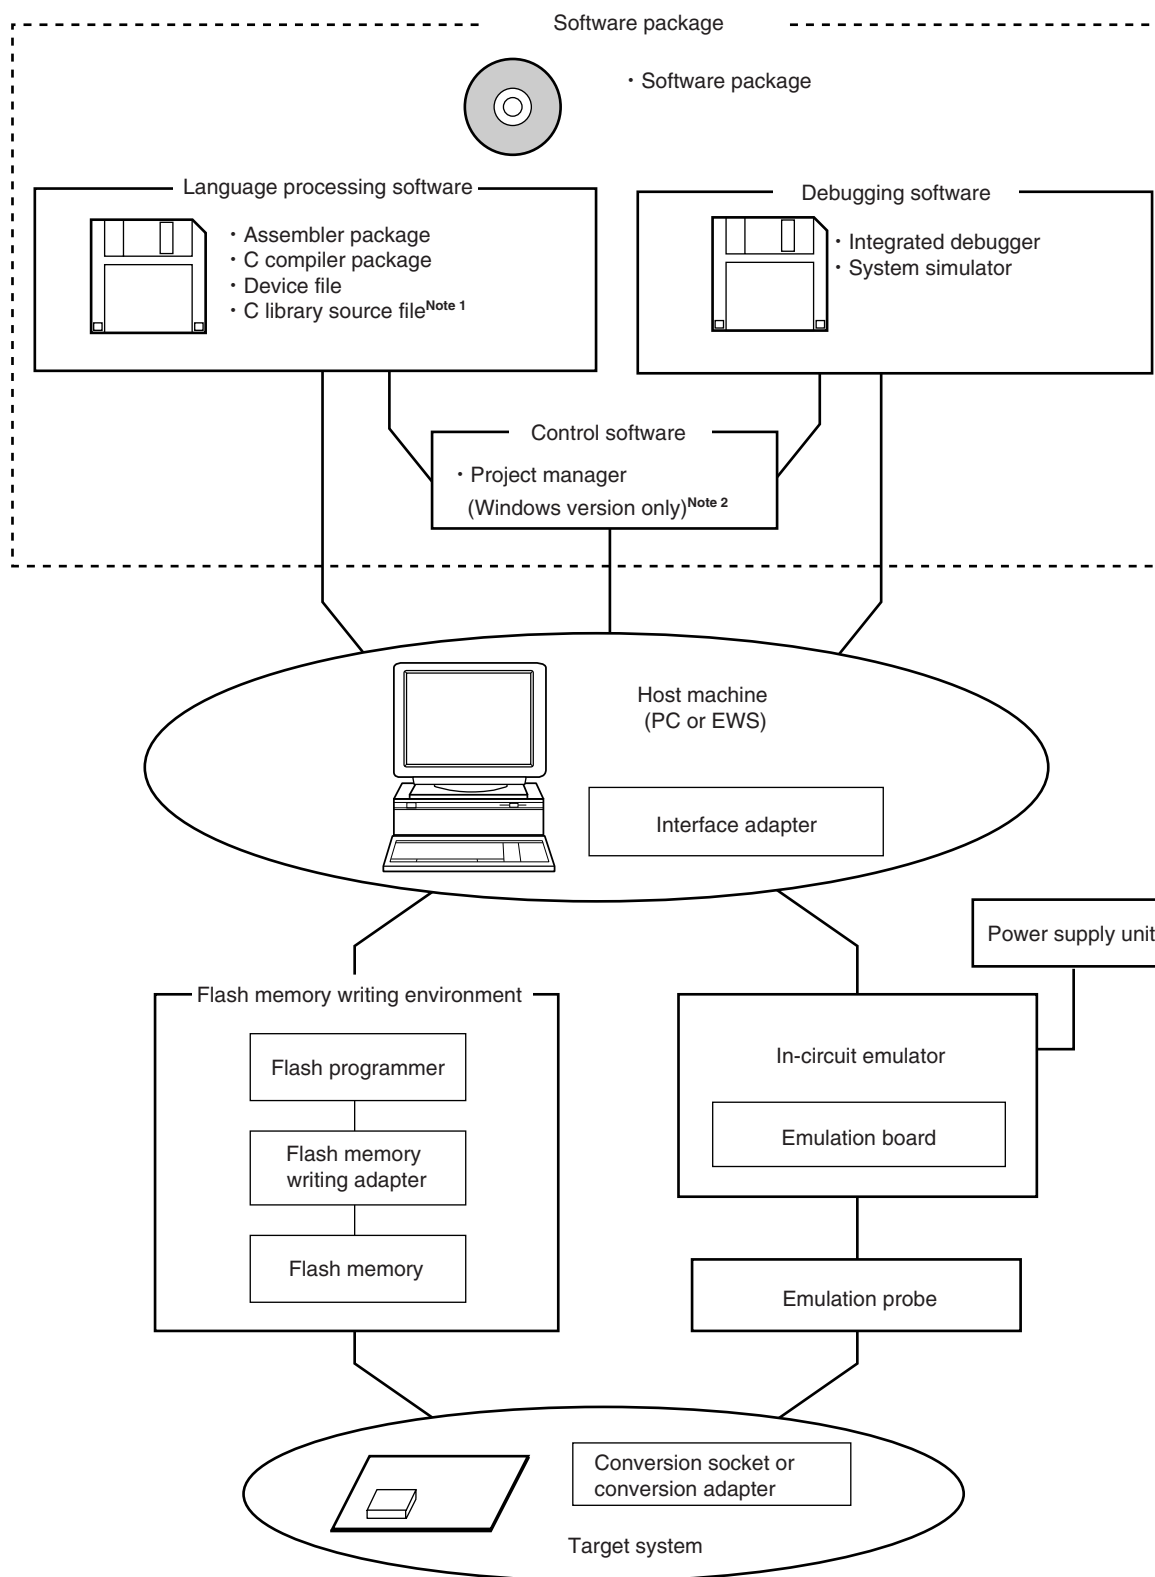 Software package
・Software package
Language processing software
・Assembler package
・C compiler package
・Device file
・C library source fileNote 1
Debugging software
・Integrated debugger
・System simulator
Control software
・Project manager
(Windows version only)Note 2
Host machine
(PC or EWS)
Interface adapter
Power supply unit
Flash memory writing environment
Flash programmer
Flash memory
writing adapter
Flash memory
In-circuit emulator
Emulation board
Emulation probe
Conversion socket or
conversion adapter
Target system